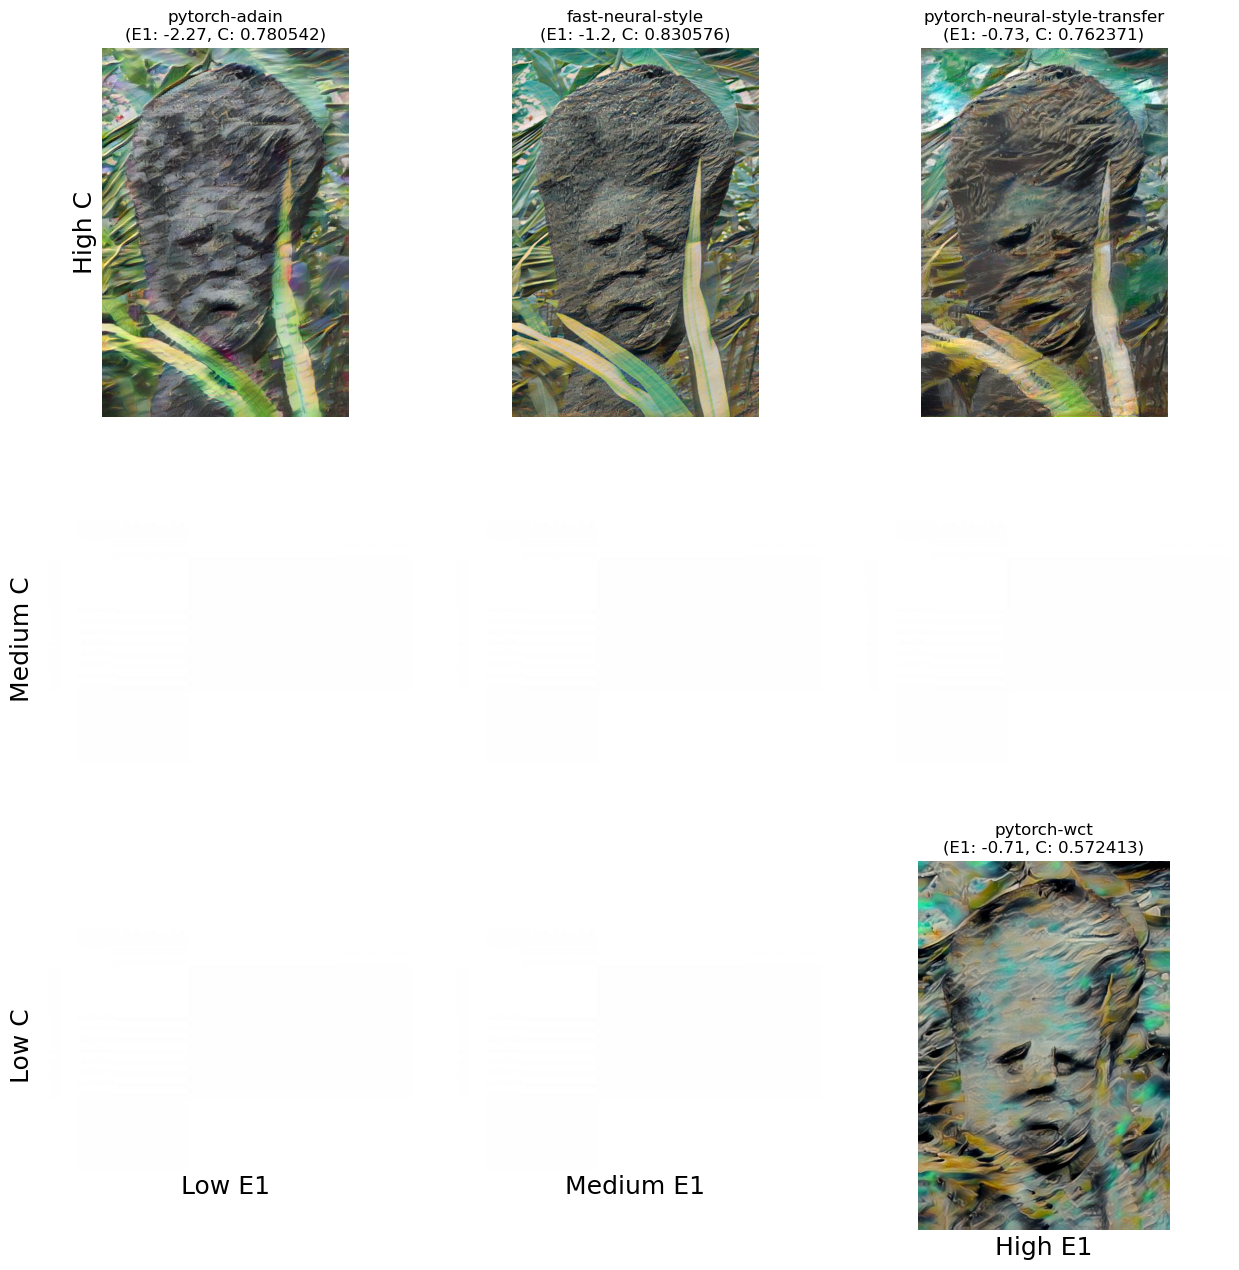 pytorch-adain
(E1: -2.27, C: 0.780542)
fast-neural-style
(E1: -1.2, C: 0.830576)
pytorch-neural-style-transfer
(E1: -0.73, C: 0.762371)
High C
Medium C
pytorch-wct
(E1: -0.71, C: 0.572413)
Low C
Low E1
Medium E1
High E1